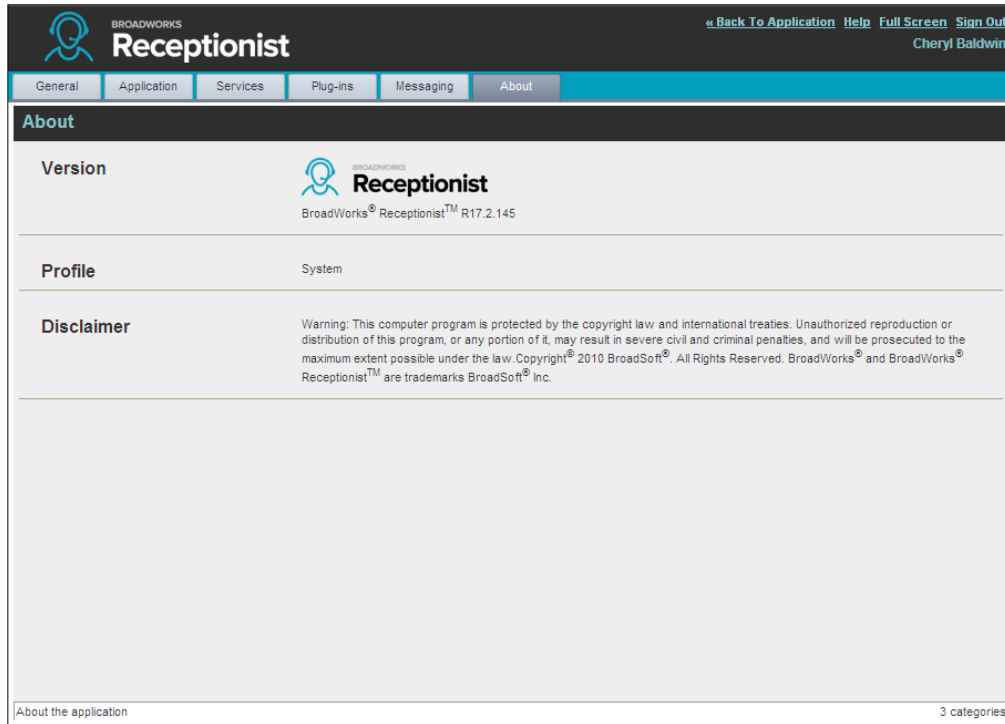 BROADWORKS
Receptionist
« Back To Application Help Full Screen Sign Out
Cheryl Baldwin
General Application Services Plug-ins Messaging About
About
Version
BROADWORKS
Receptionist
BroadWorks® Receptionist™ R17.2.145
Profile
System
Disclaimer
Warning: This computer program is protected by the copyright law and international treaties. Unauthorized reproduction or
distribution of this program, or any portion of it, may result in severe civil and criminal penalties, and will be prosecuted to the
maximum extent possible under the law.Copyright® 2010 BroadSoft®. All Rights Reserved. BroadWorks® and BroadWorks®
Receptionist™ are trademarks BroadSoft® Inc.
About the application
3 categories